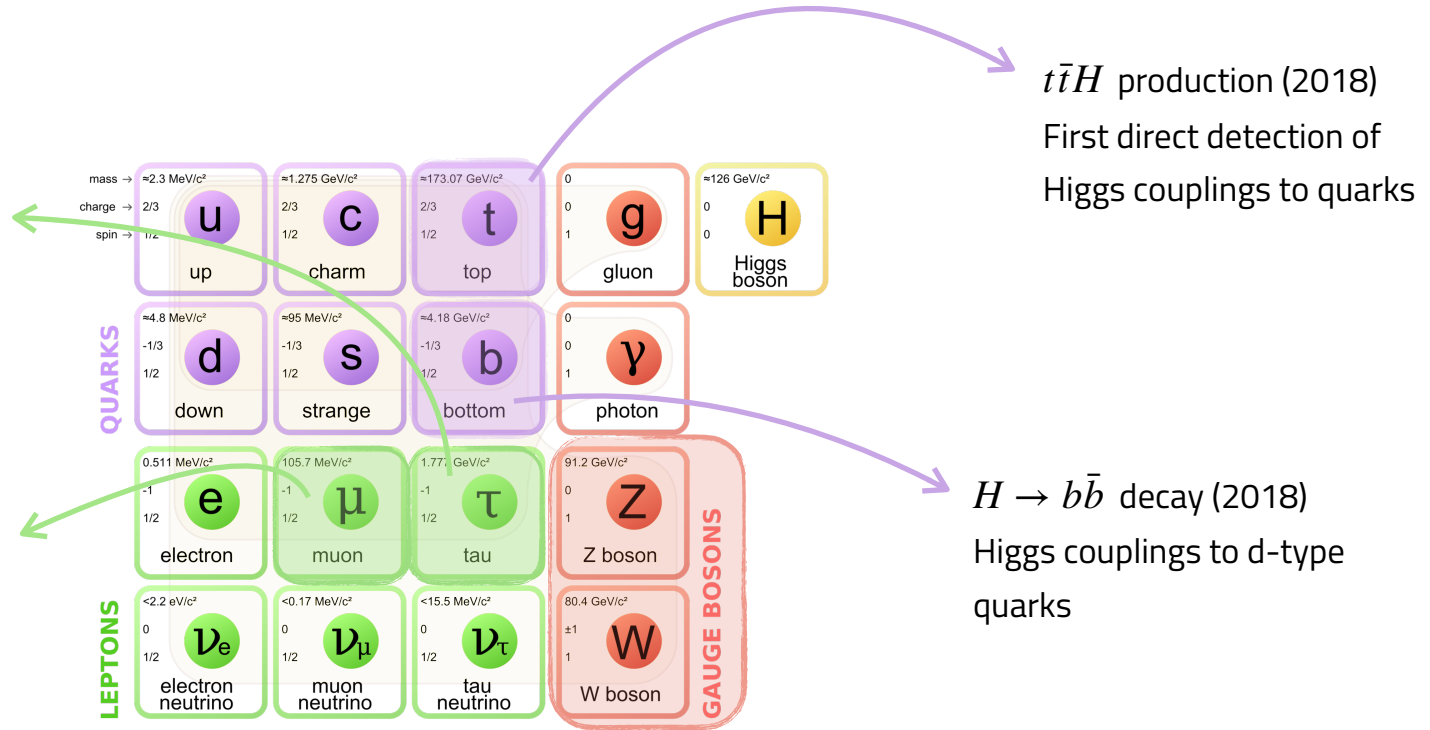 tt̄H production (2018)
First direct detection of
Higgs couplings to quarks
mass → ≈2.3 MeV/c²
charge → 2/3
spin → 1/2
u
up
≈1.275 GeV/c²
2/3
1/2
c
charm
≈173.07 GeV/c²
2/3
1/2
t
top
0
0
1
g
gluon
≈126 GeV/c²
0
0
H
Higgs
boson
QUARKS
≈4.8 MeV/c²
-1/3
1/2
d
down
≈95 MeV/c²
-1/3
1/2
s
strange
≈4.18 GeV/c²
-1/3
1/2
b
bottom
0
0
1
γ
photon
0.511 MeV/c²
-1
1/2
e
electron
105.7 MeV/c²
-1
1/2
μ
muon
1.777 GeV/c²
-1
1/2
τ
tau
91.2 GeV/c²
0
1
Z
Z boson
GAUGE BOSONS
H → bb̄ decay (2018)
Higgs couplings to d-type
quarks
LEPTONS
<2.2 eV/c²
0
1/2
νe
electron
neutrino
<0.17 MeV/c²
0
1/2
νμ
muon
neutrino
<15.5 MeV/c²
0
1/2
ντ
tau
neutrino
80.4 GeV/c²
±1
1
W
W boson